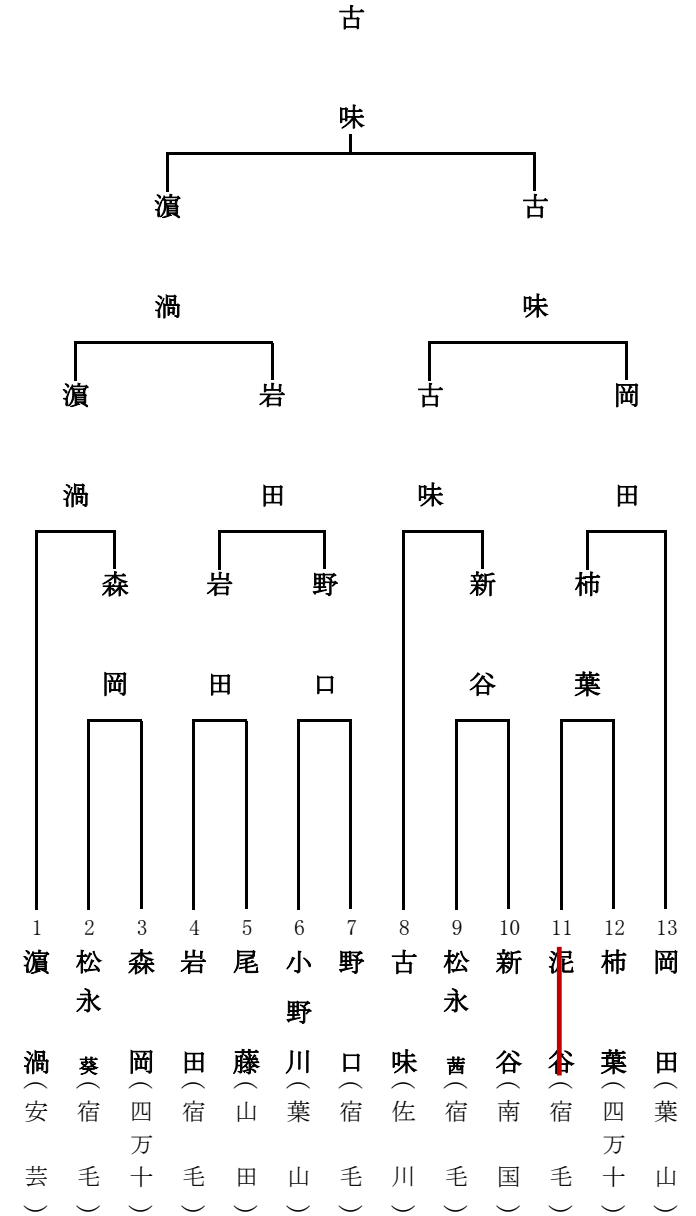 古味
濵渦
古味
濵渦
岩田
古味
岡田
森岡
岩田
野口
新谷
柿葉
1 濵渦（安芸）
2 松永葵（宿毛）
3 森岡（四万十）
4 岩田（宿毛）
5 尾藤（山田）
6 小野川（葉山）
7 野口（宿毛）
8 古味（佐川）
9 松永茜（宿毛）
10 新谷（南国）
11 泥谷（宿毛）
12 柿葉（四万十）
13 岡田（葉山）